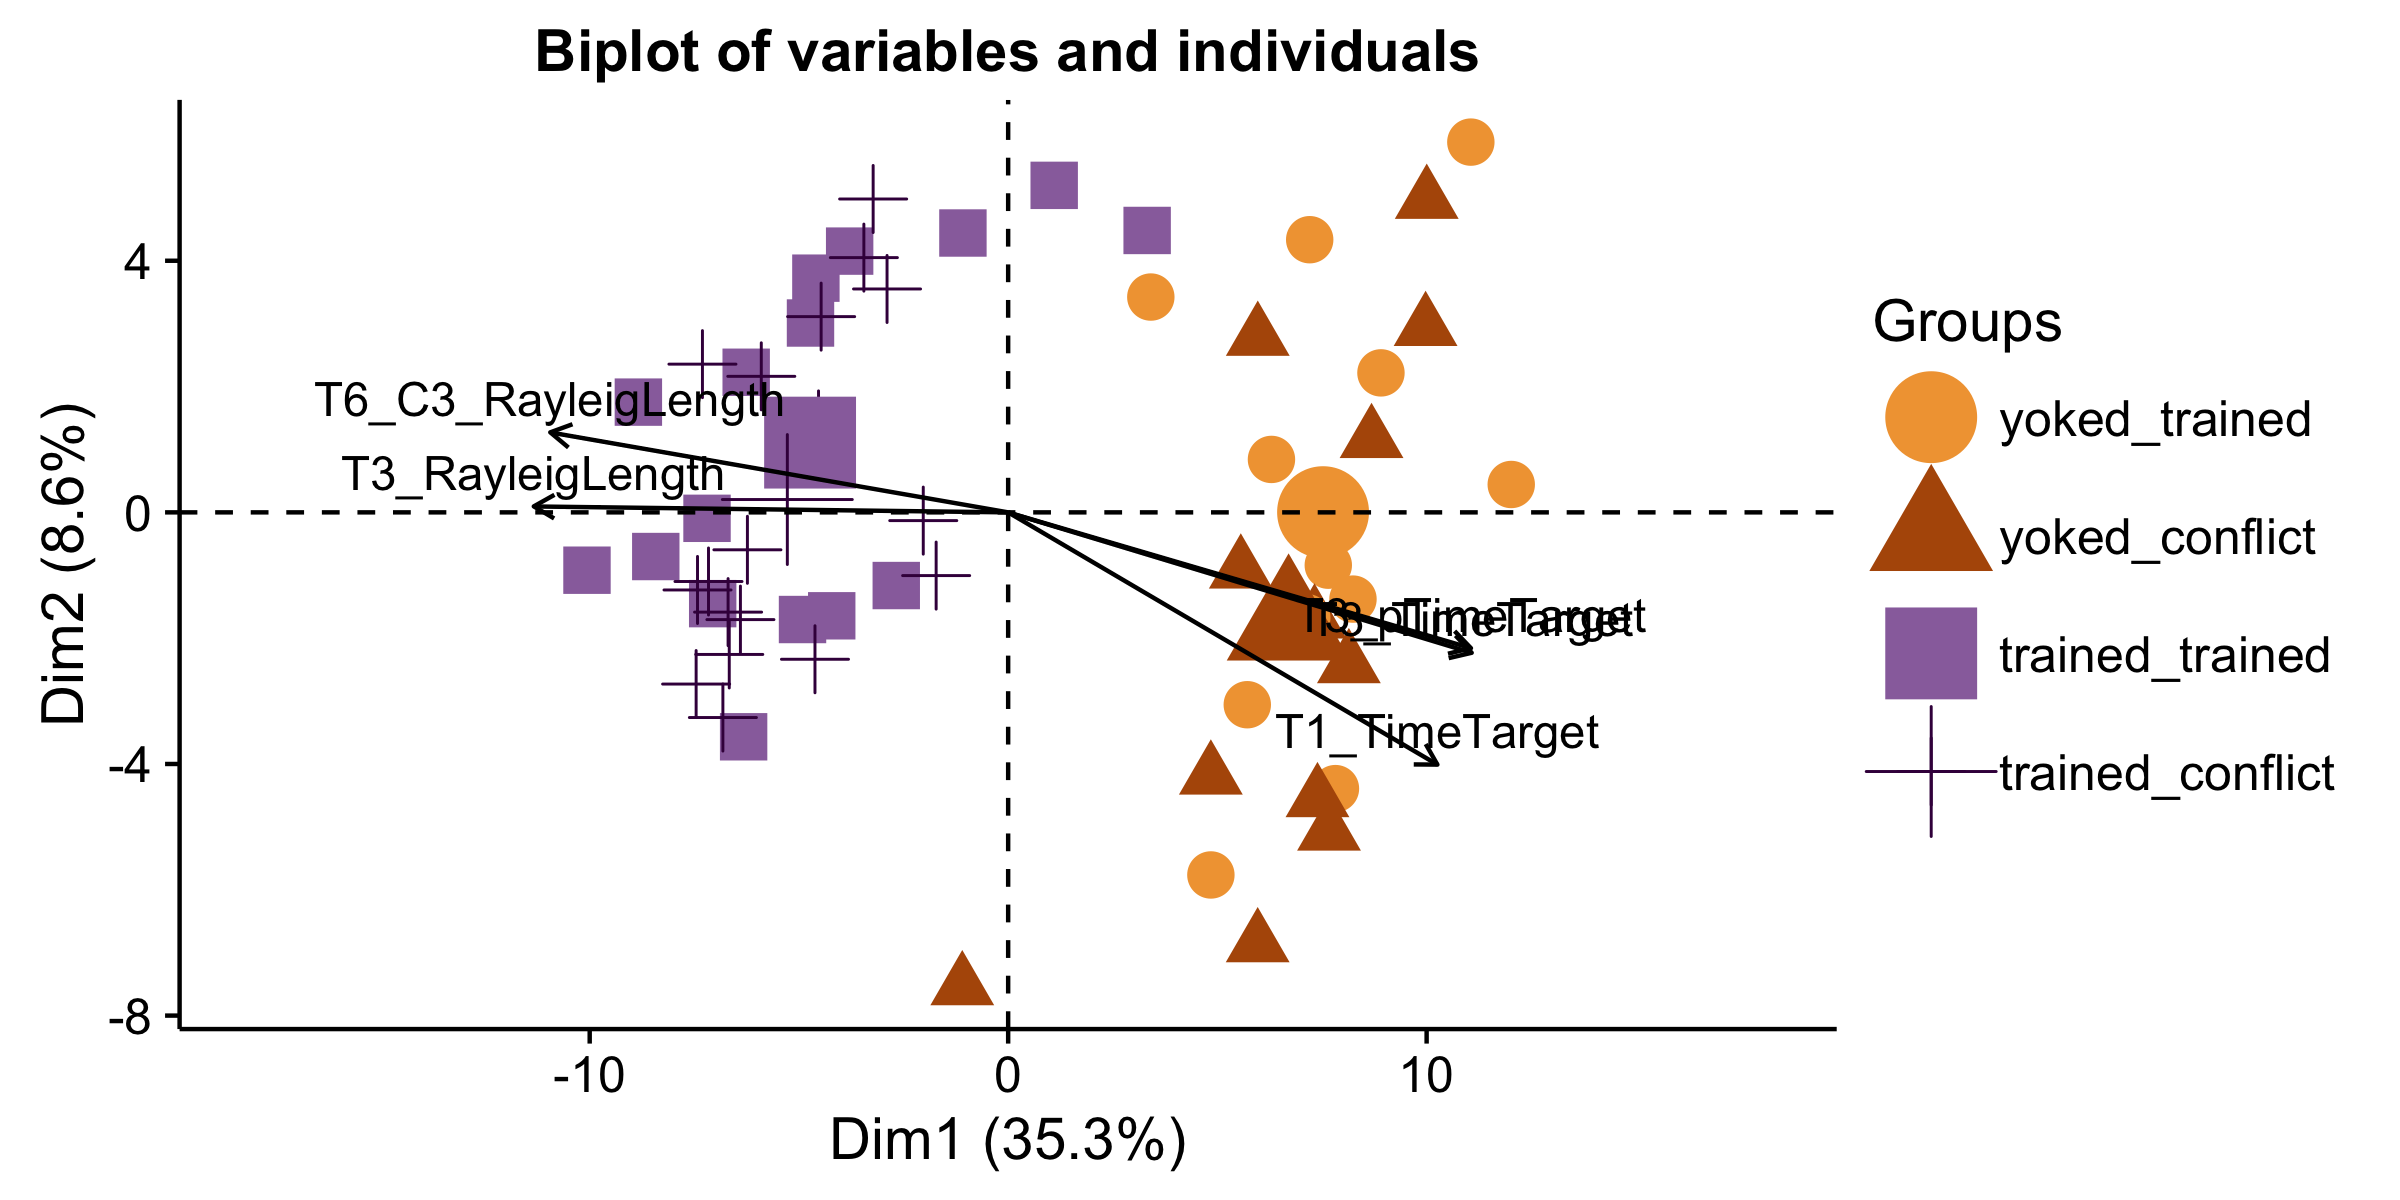 Biplot of variables and individuals
Dim2 (8.6%)
4
0
-4
-8
T6_C3_RayleigLength
T3_RayleigLength
T1_TimeTarget
-10
0
10
Dim1 (35.3%)
Groups
yoked_trained
yoked_conflict
trained_trained
trained_conflict